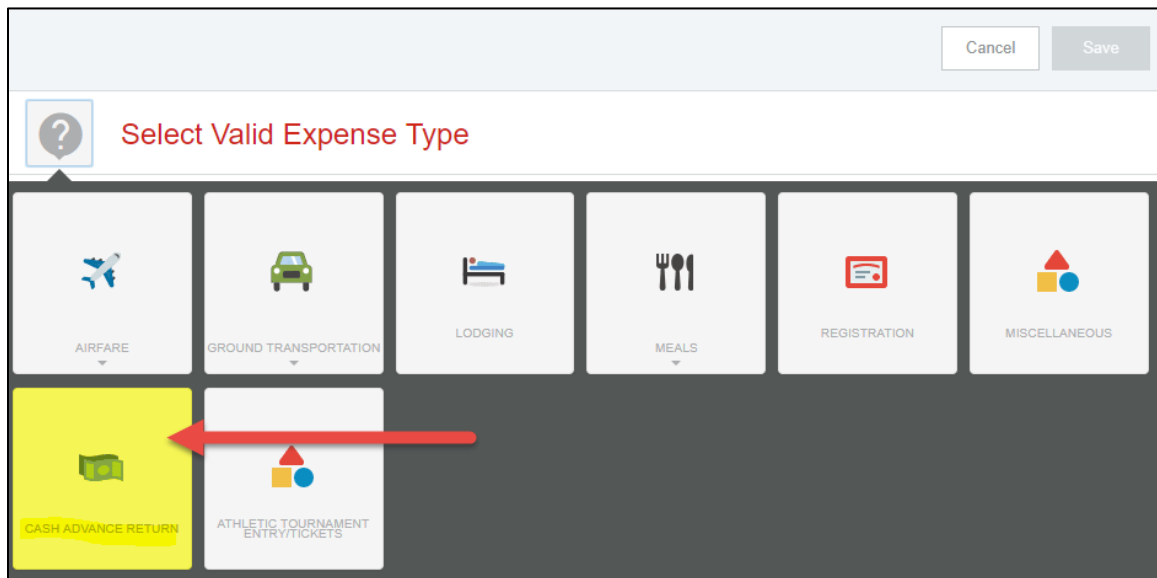 Cancel Save
Select Valid Expense Type
AIRFARE
GROUND TRANSPORTATION
LODGING
MEALS
REGISTRATION
MISCELLANEOUS
CASH ADVANCE RETURN
ATHLETIC TOURNAMENT
ENTRY/TICKETS